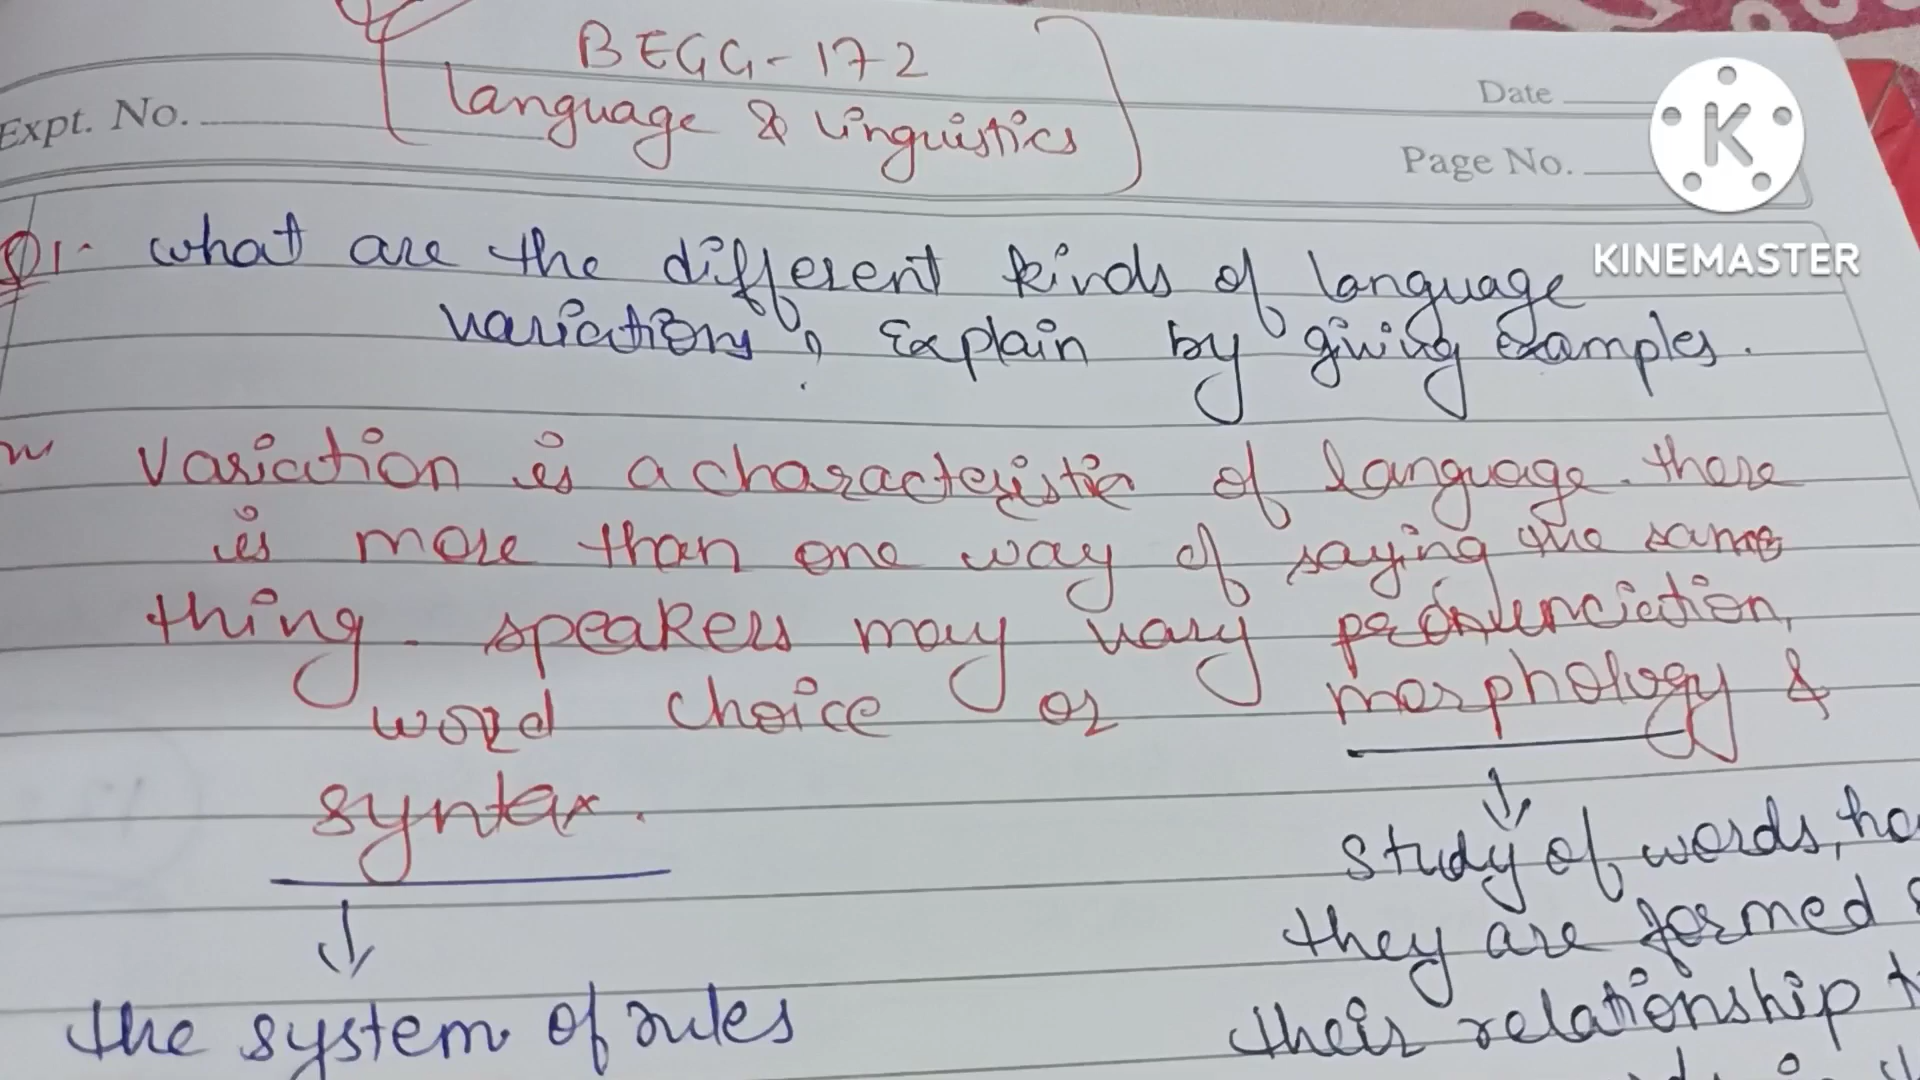 BEGG-172
Language & Linguistics
Expt. No.
Date
Page No.
KINEMASTER
Q1- What are the different kinds of language
variations, Explain by giving examples.
Variation is a characteristic of language. there
is more than one way of saying the same
thing. speakers may vary pronunciation,
word choice or morphology &
syntax.
study of words, ho
they are formed
their relationship t
the system of rules